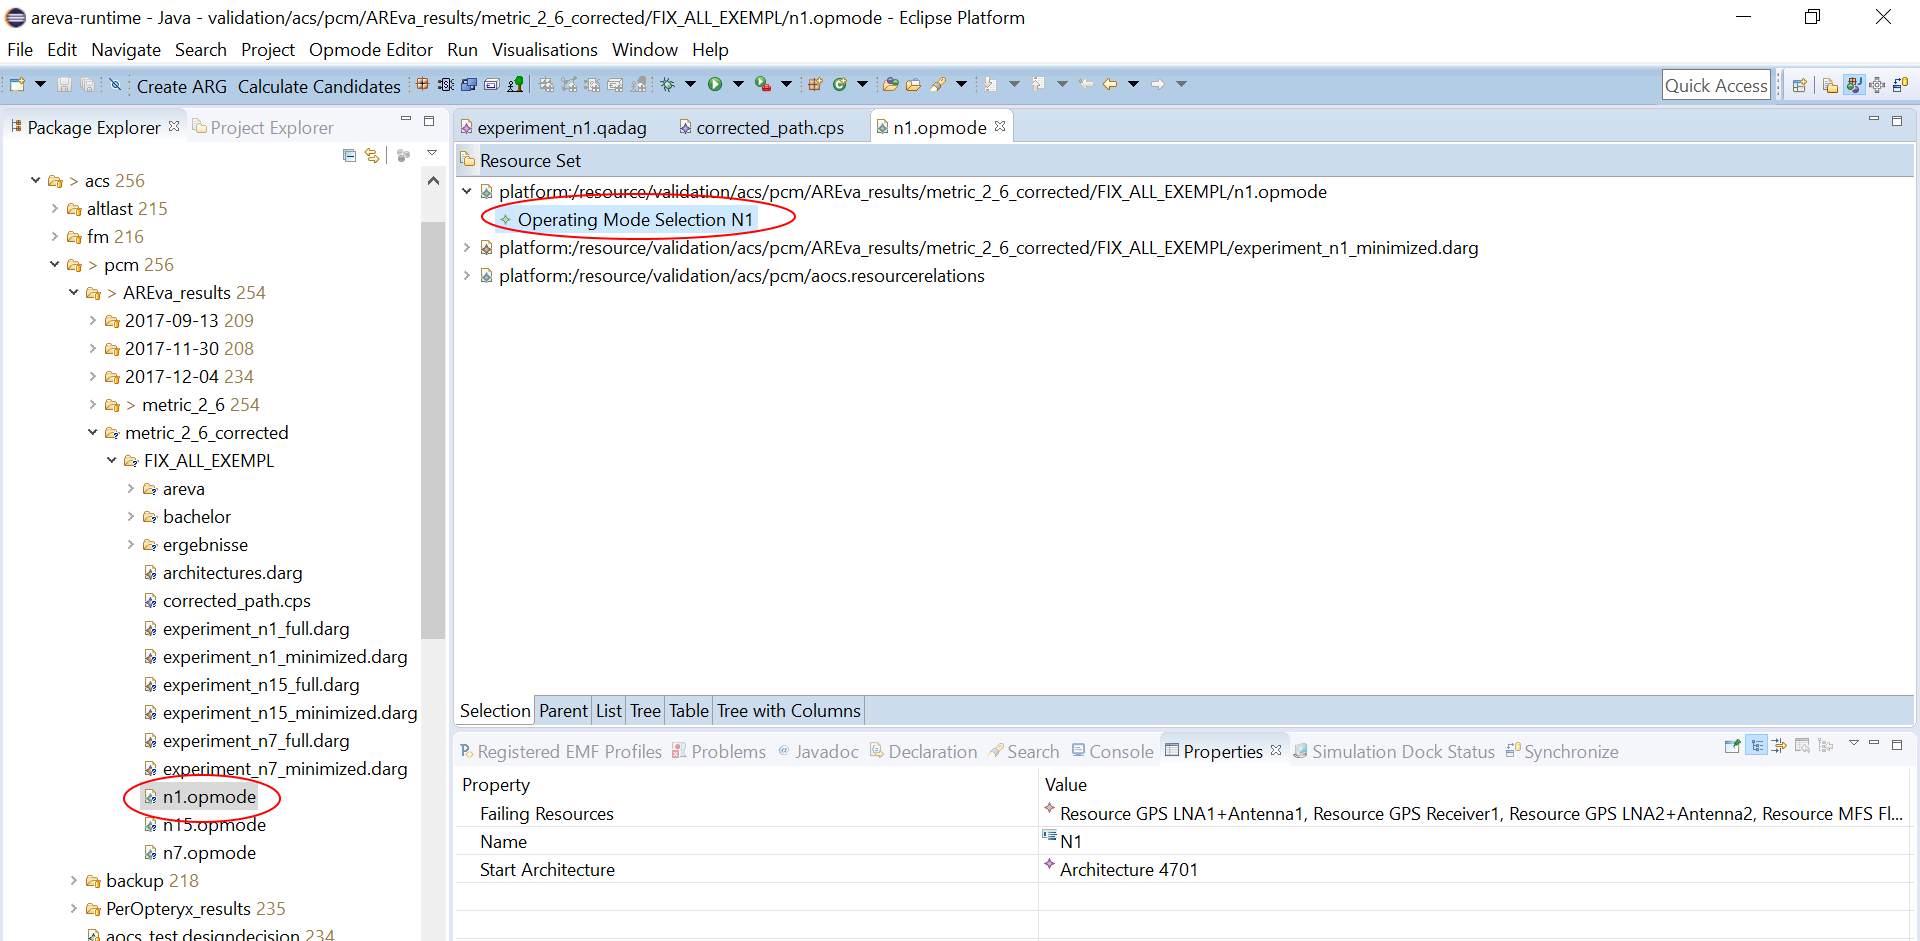 areva-runtime - Java - validation/acs/pcm/AREva_results/metric_2_6_corrected/FIX_ALL_EXEMPL/n1.opmode - Eclipse Platform
File Edit Navigate Search Project Opmode Editor Run Visualisations Window Help
Create ARG Calculate Candidates Quick Access
Package Explorer Project Explorer
> acs 256
altlast 215
fm 216
> pcm 256
> AREva_results 254
2017-09-13 209
2017-11-30 208
2017-12-04 234
> metric_2_6 254
metric_2_6_corrected
FIX_ALL_EXEMPL
areva
bachelor
ergebnisse
architectures.darg
corrected_path.cps
experiment_n1_full.darg
experiment_n1_minimized.darg
experiment_n15_full.darg
experiment_n15_minimized.darg
experiment_n7_full.darg
experiment_n7_minimized.darg
n1.opmode
n15.opmode
n7.opmode
backup 218
PerOpteryx_results 235
aocs_test.designdecision 234
experiment_n1.qadag corrected_path.cps n1.opmode
Resource Set
platform:/resource/validation/acs/pcm/AREva_results/metric_2_6_corrected/FIX_ALL_EXEMPL/n1.opmode
Operating Mode Selection N1
platform:/resource/validation/acs/pcm/AREva_results/metric_2_6_corrected/FIX_ALL_EXEMPL/experiment_n1_minimized.darg
platform:/resource/validation/acs/pcm/aocs.resourcerelations
Selection Parent List Tree Table Tree with Columns
Registered EMF Profiles Problems @ Javadoc Declaration Search Console Properties Simulation Dock Status Synchronize
Property Value
Failing Resources Resource GPS LNA1+Antenna1, Resource GPS Receiver1, Resource GPS LNA2+Antenna2, Resource MFS Fl...
Name N1
Start Architecture Architecture 4701